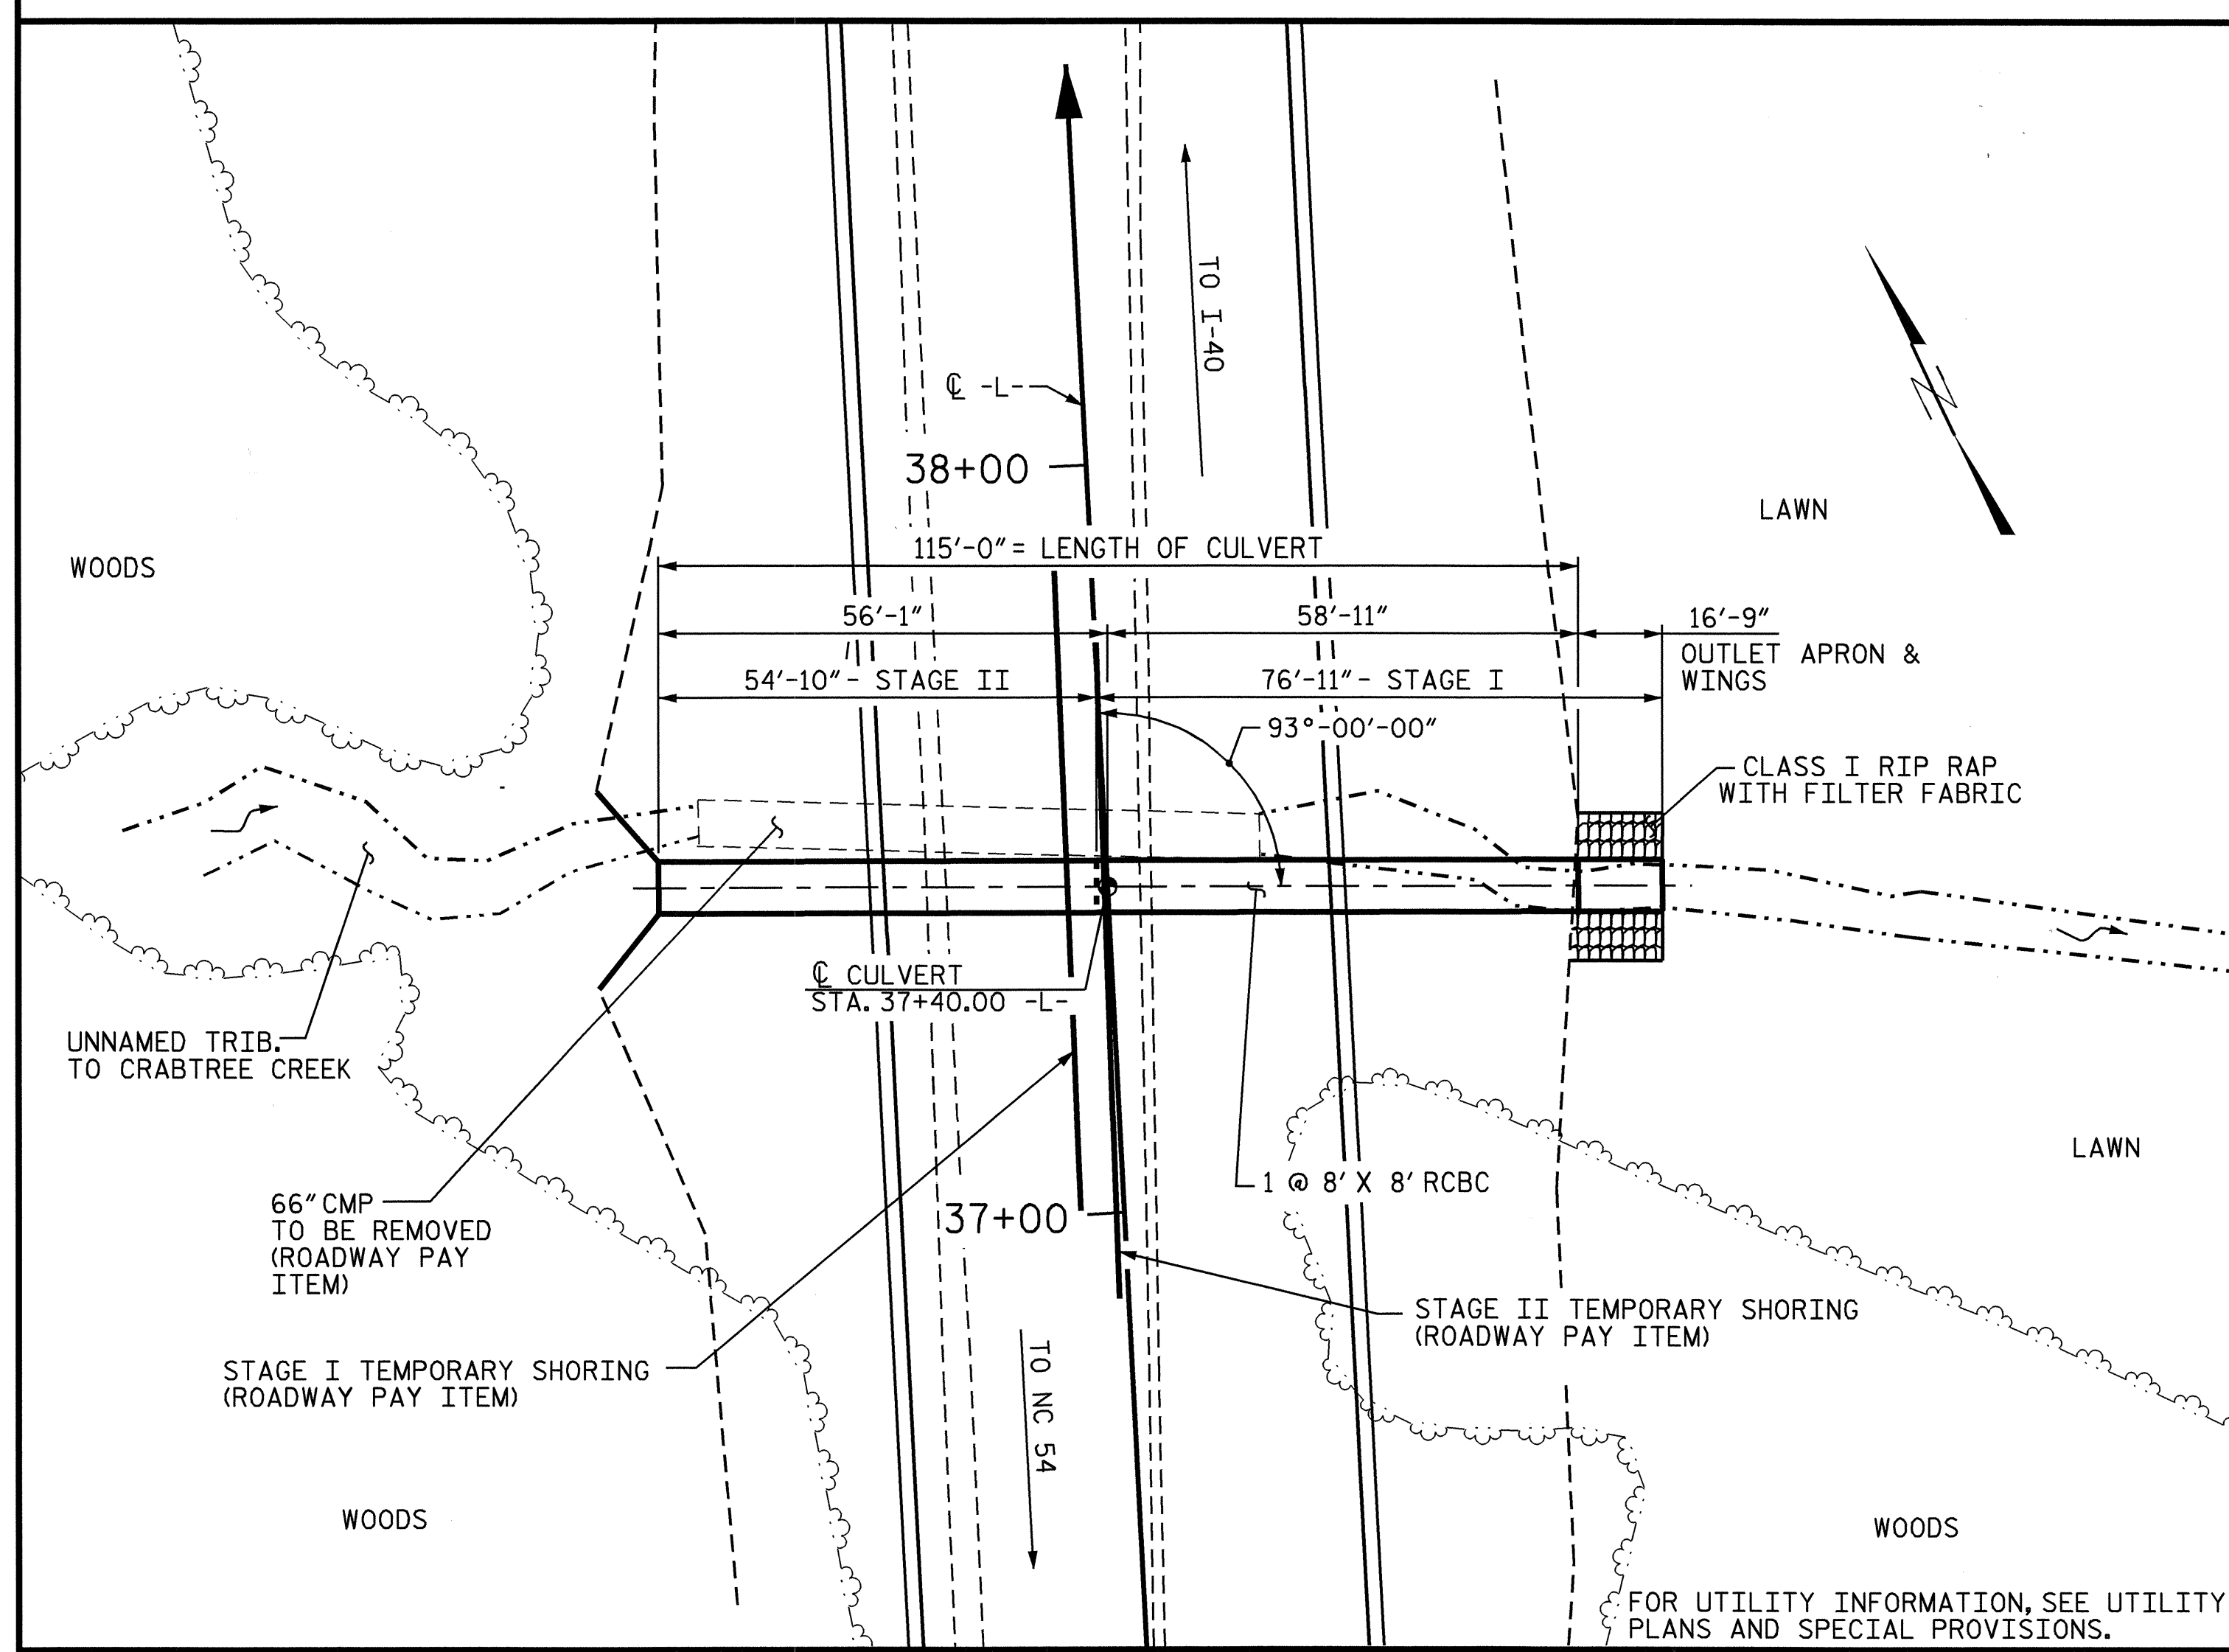 TO I-40
℄ -L-
38+00
LAWN
WOODS
115'-0" = LENGTH OF CULVERT
56'-1"
58'-11"
16'-9"
OUTLET APRON &
WINGS
54'-10" - STAGE II
76'-11" - STAGE I
93°-00'-00"
CLASS I RIP RAP
WITH FILTER FABRIC
℄ CULVERT
STA. 37+40.00 -L-
UNNAMED TRIB.
TO CRABTREE CREEK
LAWN
1 @ 8' X 8' RCBC
66" CMP
TO BE REMOVED
(ROADWAY PAY
ITEM)
37+00
STAGE II TEMPORARY SHORING
(ROADWAY PAY ITEM)
STAGE I TEMPORARY SHORING
(ROADWAY PAY ITEM)
TO NC 54
WOODS
WOODS
FOR UTILITY INFORMATION, SEE UTILITY
PLANS AND SPECIAL PROVISIONS.
N